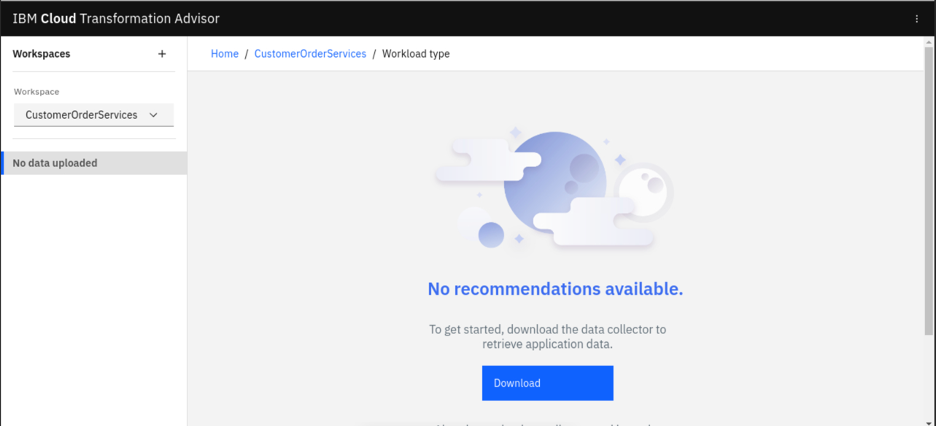 IBM Cloud Transformation Advisor
Workspaces
Home / CustomerOrderServices / Workload type
Workspace
CustomerOrderServices
No data uploaded
No recommendations available.
To get started, download the data collector to
retrieve application data.
Download